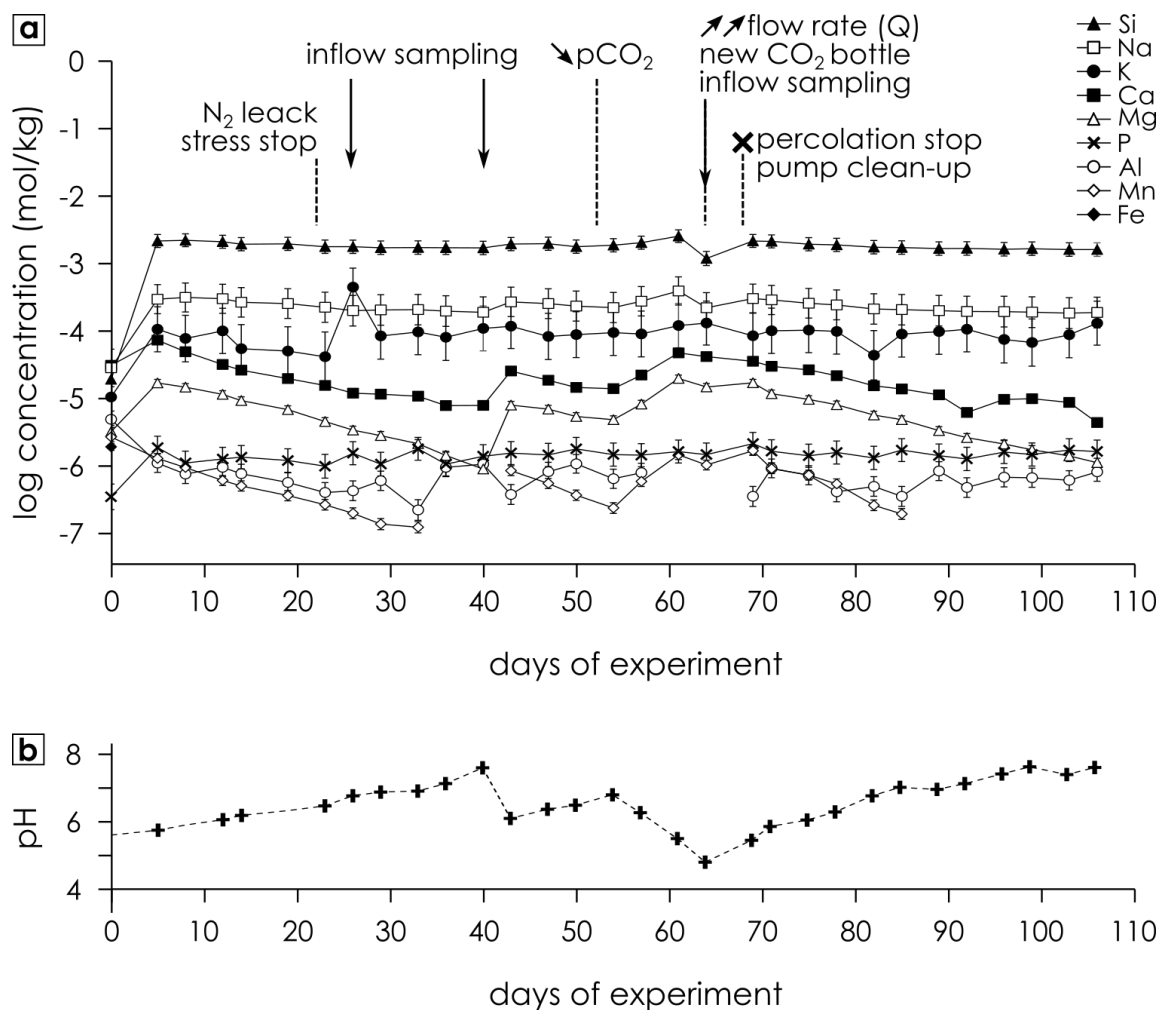 a
inflow sampling
N2 leack
stress stop
↘pCO2
↗↗flow rate (Q)
new CO2 bottle
inflow sampling
percolation stop
pump clean-up
Si
Na
K
Ca
Mg
P
Al
Mn
Fe
log concentration (mol/kg)
0
-1
-2
-3
-4
-5
-6
-7
0 10 20 30 40 50 60 70 80 90 100 110
days of experiment
b
pH
8
6
4
0 10 20 30 40 50 60 70 80 90 100 110
days of experiment